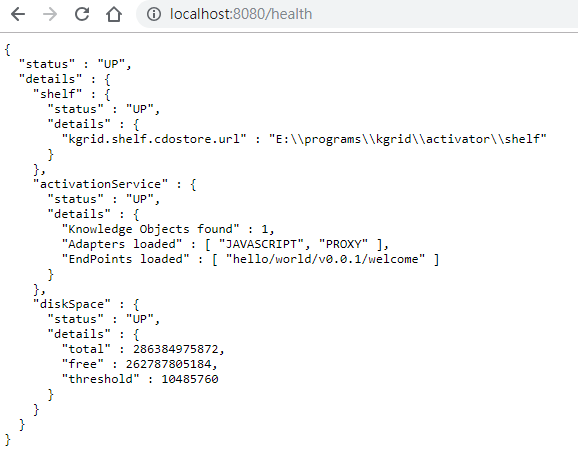 localhost:8080/health
{
  "status" : "UP",
  "details" : {
    "shelf" : {
      "status" : "UP",
      "details" : {
        "kgrid.shelf.cdostore.url" : "E:\\programs\\kgrid\\activator\\shelf"
      }
    },
    "activationService" : {
      "status" : "UP",
      "details" : {
        "Knowledge Objects found" : 1,
        "Adapters loaded" : [ "JAVASCRIPT", "PROXY" ],
        "EndPoints loaded" : [ "hello/world/v0.0.1/welcome" ]
      }
    },
    "diskSpace" : {
      "status" : "UP",
      "details" : {
        "total" : 286384975872,
        "free" : 262787805184,
        "threshold" : 10485760
      }
    }
  }
}